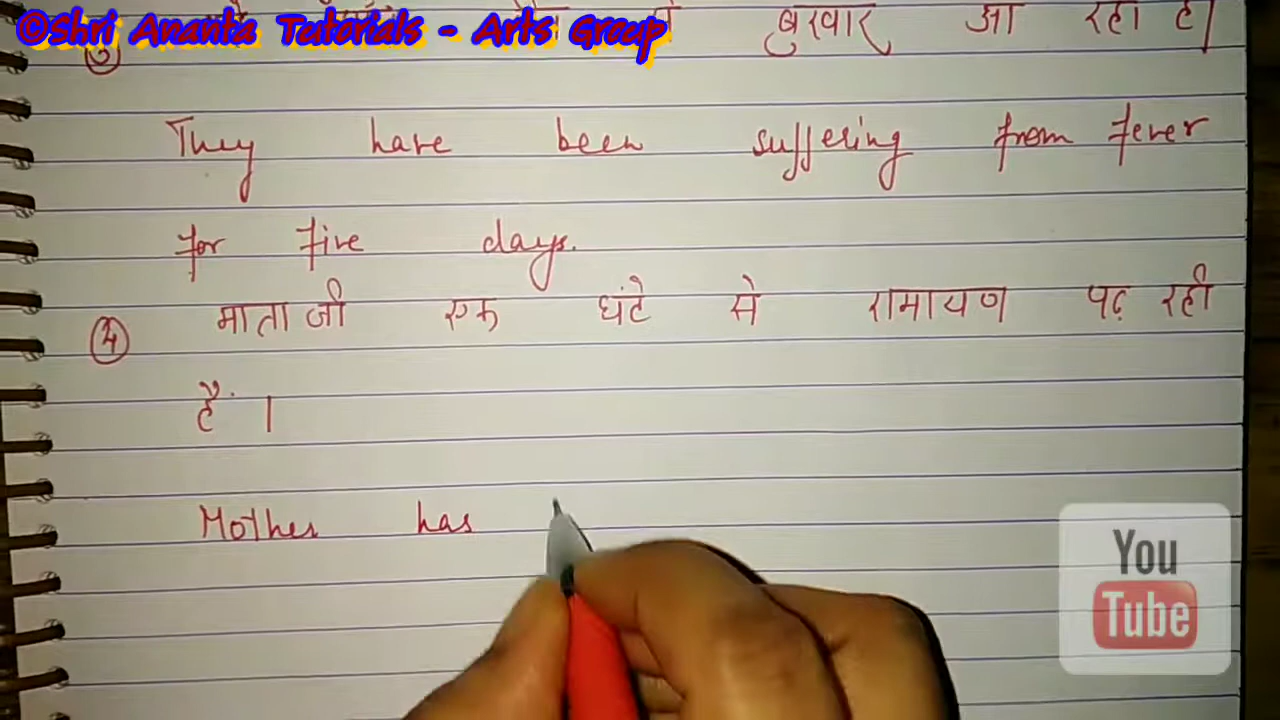 ©Shri Ananta Tutorials - Arts Group
बुखार आ रहा है।
③
They have been suffering from fever
for five days.
④ माता जी एक घंटे से रामायण पढ़ रही
हैं ।
Mother has
You
Tube